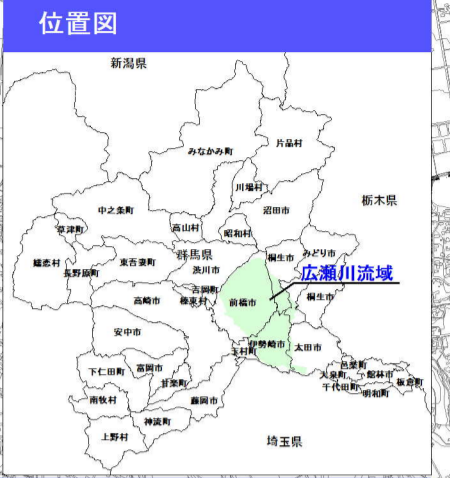 位置図
新潟県
みなかみ町
片品村
川場村
栃木県
中之条町
沼田市
草津町
高山村
昭和村
嬬恋村
長野原町
東吾妻町
群馬県
渋川市
桐生市
みどり市
広瀬川流域
吉岡町
榛東村
高崎市
前橋市
桐生市
安中市
玉村町
伊勢崎市
太田市
下仁田町
富岡市
甘楽町
邑楽町
大泉町
館林市
板倉町
千代田町
明和町
南牧村
藤岡市
神流町
上野村
埼玉県